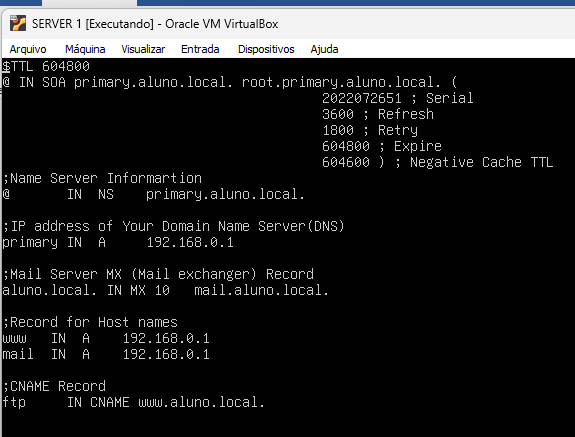 SERVER 1 [Executando] - Oracle VM VirtualBox
Arquivo Máquina Visualizar Entrada Dispositivos Ajuda
$TTL 604800
@ IN SOA primary.aluno.local. root.primary.aluno.local. (
2022072651 ; Serial
3600 ; Refresh
1800 ; Retry
604800 ; Expire
604600 ) ; Negative Cache TTL
;Name Server Informartion
@ IN NS primary.aluno.local.
;IP address of Your Domain Name Server(DNS)
primary IN A 192.168.0.1
;Mail Server MX (Mail exchanger) Record
aluno.local. IN MX 10 mail.aluno.local.
;Record for Host names
www IN A 192.168.0.1
mail IN A 192.168.0.1
;CNAME Record
ftp IN CNAME www.aluno.local.